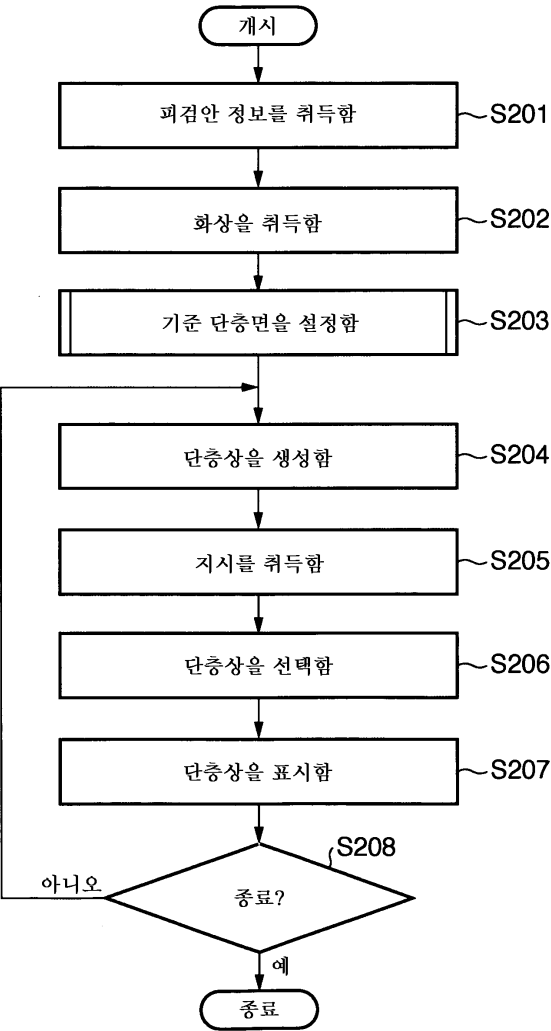 개시
피검안 정보를 취득함
S201
화상을 취득함
S202
기준 단층면을 설정함
S203
단층상을 생성함
S204
지시를 취득함
S205
단층상을 선택함
S206
단층상을 표시함
S207
S208
아니오
종료?
예
종료